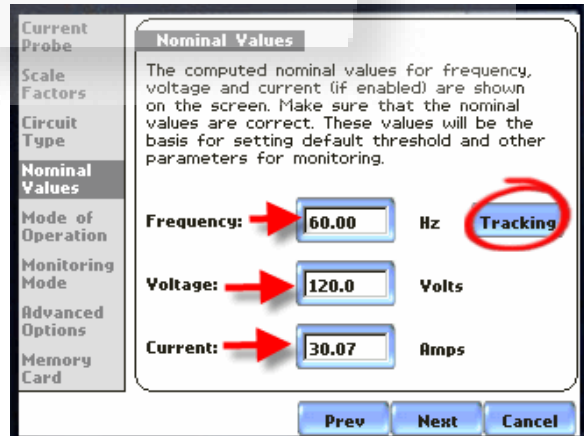 Current
Probe
Scale
Factors
Circuit
Type
Nominal
Values
Mode of
Operation
Monitoring
Mode
Advanced
Options
Memory
Card
Nominal Values
The computed nominal values for frequency,
voltage and current (if enabled) are shown
on the screen. Make sure that the nominal
values are correct. These values will be the
basis for setting default threshold and other
parameters for monitoring.
Frequency: 60.00 Hz Tracking
Voltage: 120.0 Volts
Current: 30.07 Amps
Prev Next Cancel